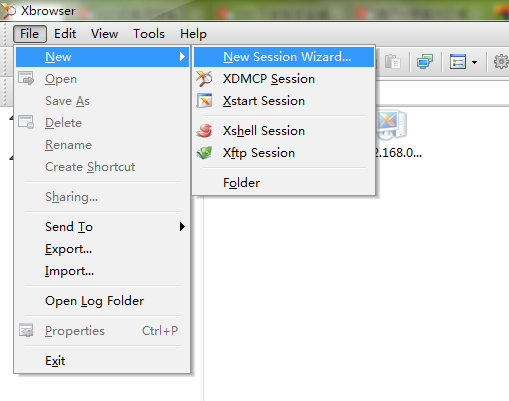 Xbrowser
File Edit View Tools Help
New
New Session Wizard...
Open
XDMCP Session
Save As
Xstart Session
Delete
Rename
Xshell Session
Create Shortcut
Xftp Session
2.168.0...
Sharing...
Folder
Send To
Export...
Import...
Open Log Folder
Properties Ctrl+P
Exit